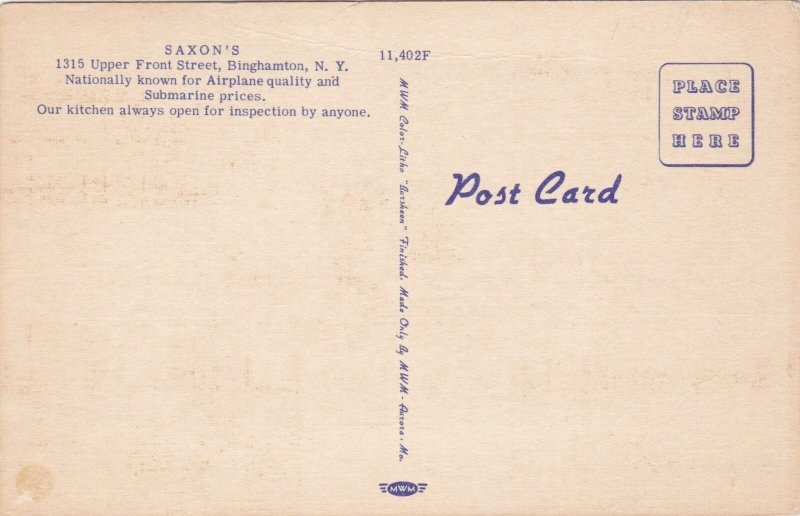 SAXON'S
1315 Upper Front Street, Binghamton, N. Y.
Nationally known for Airplane quality and
Submarine prices.
Our kitchen always open for inspection by anyone.
11,402F
MWM Color-Litho "Dursheen" Finished. Made Only By MWM - Aurora, Mo.
PLACE
STAMP
HERE
Post Card
MWM